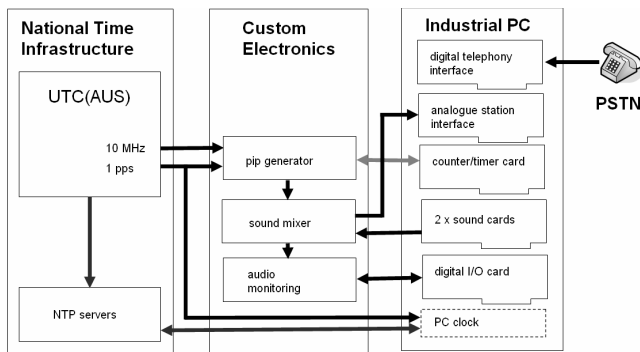 National Time
Infrastructure
UTC(AUS)
10 MHz
1 pps
NTP servers
Custom
Electronics
pip generator
sound mixer
audio
monitoring
Industrial PC
digital telephony
interface
analogue station
interface
counter/timer card
2 x sound cards
digital I/O card
PC clock
PSTN